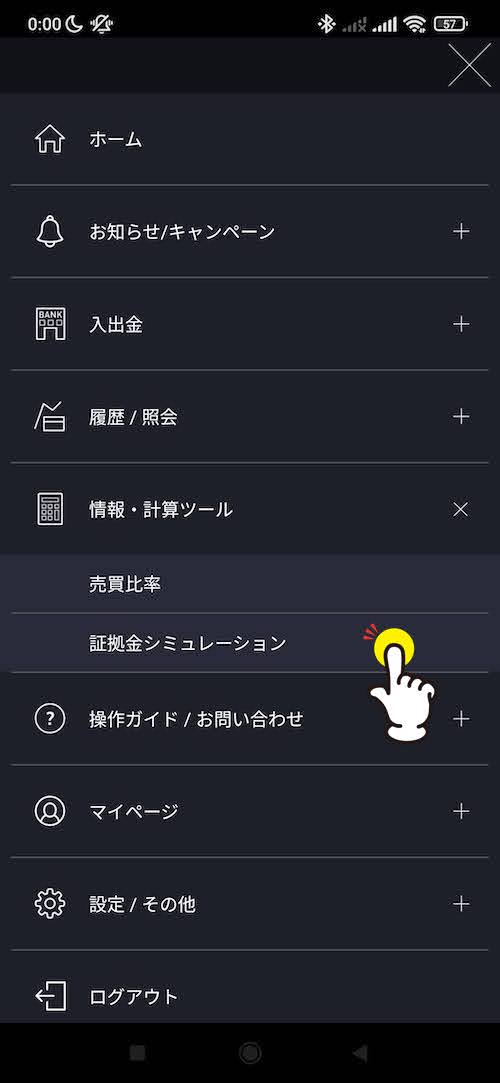 0:00
57
ホーム
お知らせ/キャンペーン
BANK
入出金
履歴 / 照会
情報・計算ツール
売買比率
証拠金シミュレーション
?
操作ガイド / お問い合わせ
マイページ
設定 / その他
ログアウト